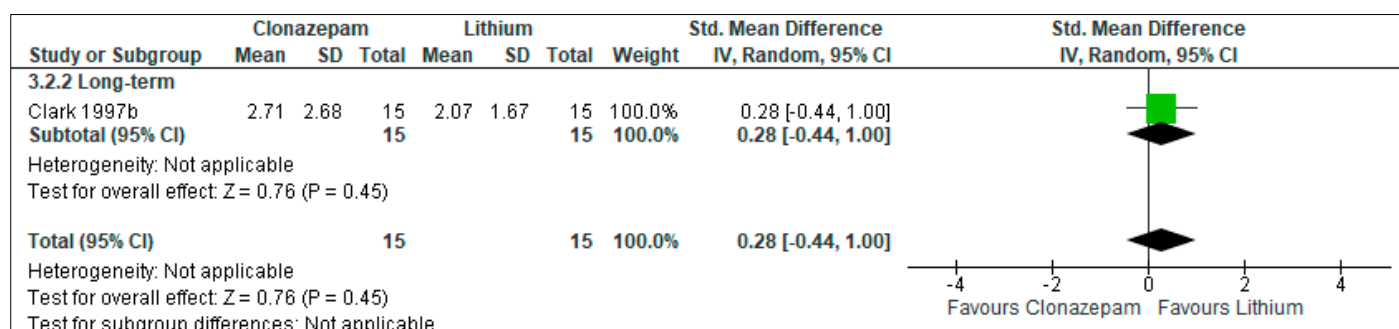 Clonazepam Lithium Std. Mean Difference Std. Mean Difference
Study or Subgroup Mean SD Total Mean SD Total Weight IV, Random, 95% CI IV, Random, 95% CI
3.2.2 Long-term
Clark 1997b 2.71 2.68 15 2.07 1.67 15 100.0% 0.28 [-0.44, 1.00]
Subtotal (95% CI) 15 15 100.0% 0.28 [-0.44, 1.00]
Heterogeneity: Not applicable
Test for overall effect: Z = 0.76 (P = 0.45)
Total (95% CI) 15 15 100.0% 0.28 [-0.44, 1.00]
Heterogeneity: Not applicable
Test for overall effect: Z = 0.76 (P = 0.45)
Test for subgroup differences: Not applicable
-4 -2 0 2 4
Favours Clonazepam Favours Lithium